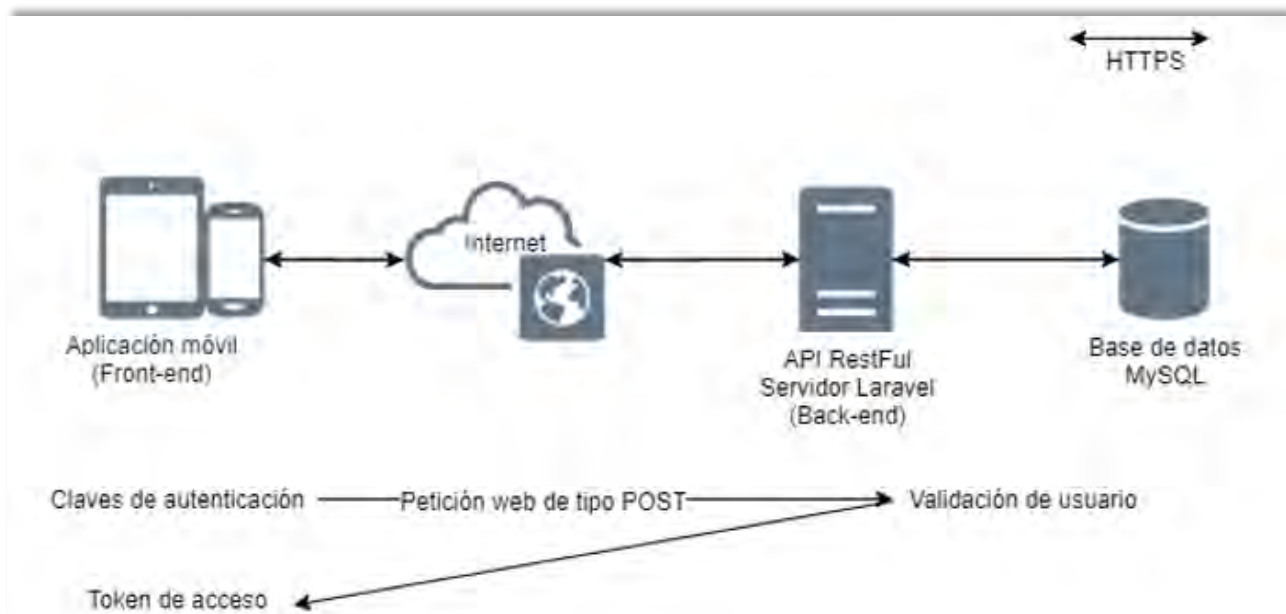 HTTPS
Internet
Aplicación móvil
(Front-end)
API RestFul
Servidor Laravel
(Back-end)
Base de datos
MySQL
Claves de autenticación
Petición web de tipo POST
Validación de usuario
Token de acceso